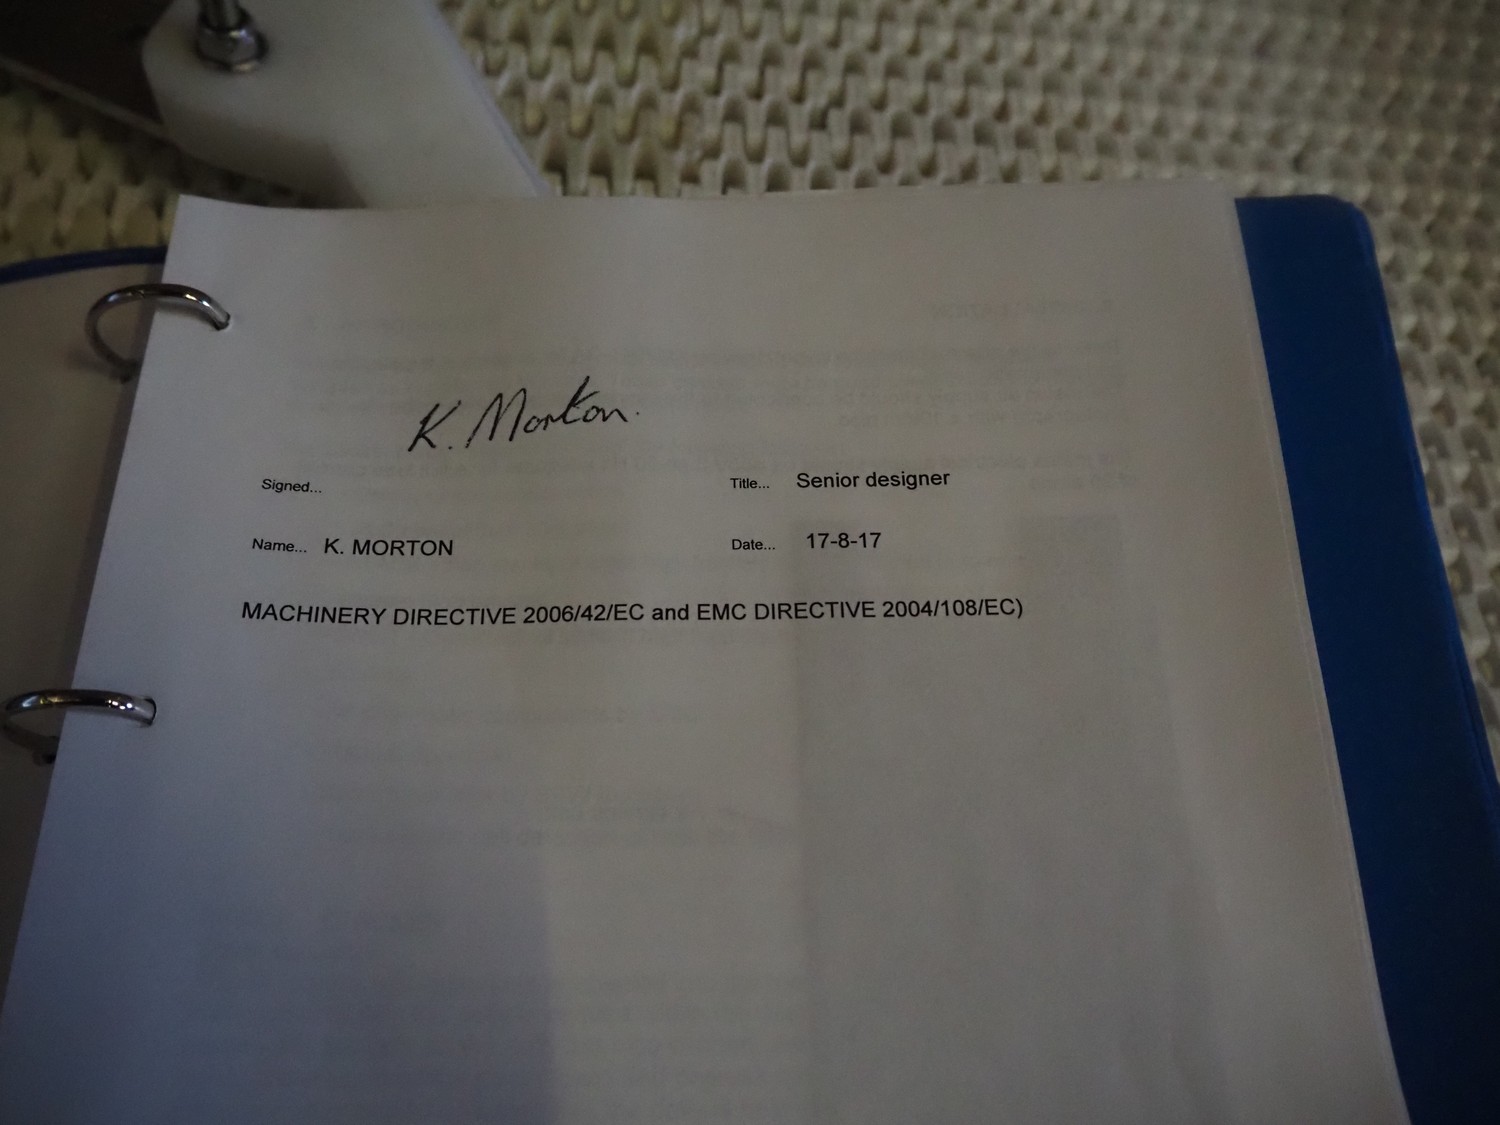 K. Morton.
Signed... Title... Senior designer
Name... K. MORTON Date... 17-8-17
MACHINERY DIRECTIVE 2006/42/EC and EMC DIRECTIVE 2004/108/EC)